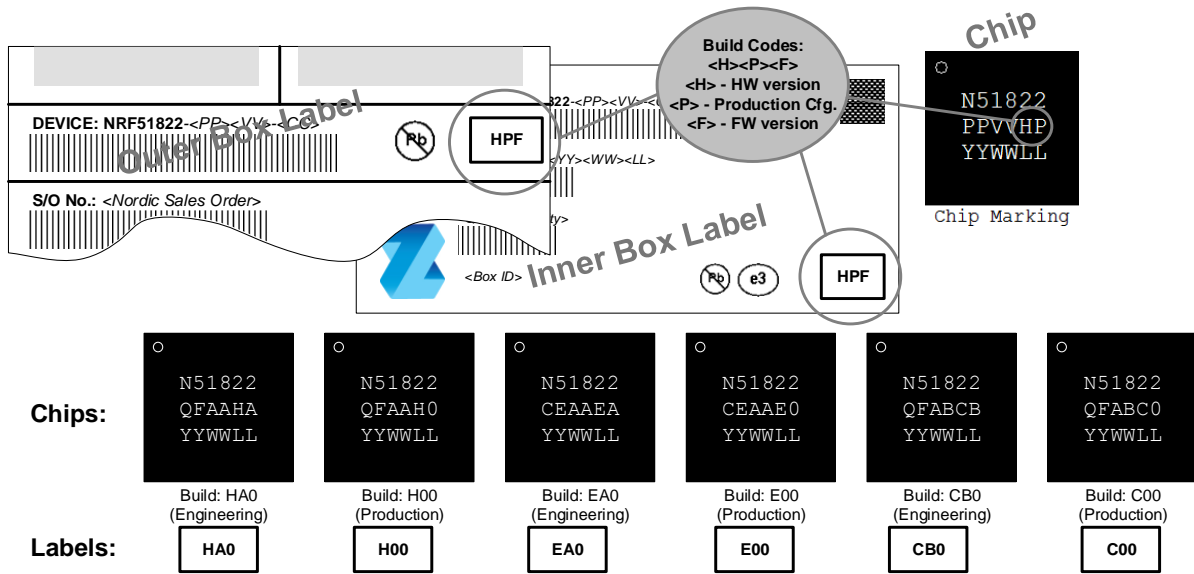 Build Codes:
<H><P><F>
<H> - HW version
<P> - Production Cfg.
<F> - FW version
Chip
N51822
PPVVHP
YYWWLL
Chip Marking
DEVICE: NRF51822-<PP><VV>-<CC>
Pb
HPF
Outer Box Label
S/O No.: <Nordic Sales Order>
822-<PP><VV>-<
<YY><WW><LL>
ty>
Inner Box Label
<Box ID>
Pb
e3
HPF
Chips:
N51822
QFAAHA
YYWWLL
N51822
QFAAH0
YYWWLL
N51822
CEAAEA
YYWWLL
N51822
CEAAE0
YYWWLL
N51822
QFABCB
YYWWLL
N51822
QFABC0
YYWWLL
Build: HA0
(Engineering)
Build: H00
(Production)
Build: EA0
(Engineering)
Build: E00
(Production)
Build: CB0
(Engineering)
Build: C00
(Production)
Labels:
HA0
H00
EA0
E00
CB0
C00